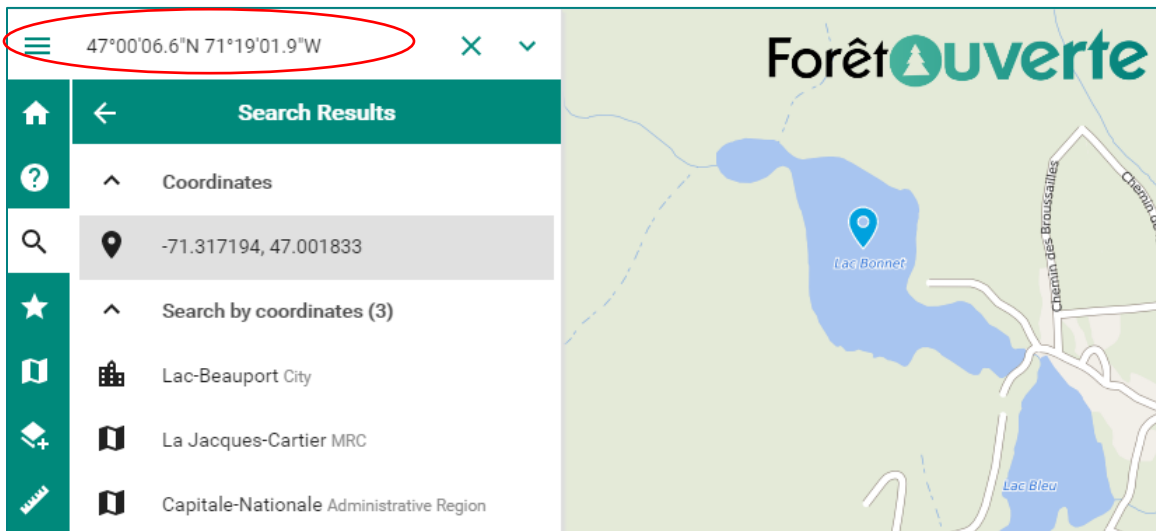 47°00'06.6"N 71°19'01.9"W
Search Results
Coordinates
-71.317194, 47.001833
Search by coordinates (3)
Lac-Beauport City
La Jacques-Cartier MRC
Capitale-Nationale Administrative Region
ForêtOuverte
Chemin des Broussailles
Lac Bonnet
Lac Bleu